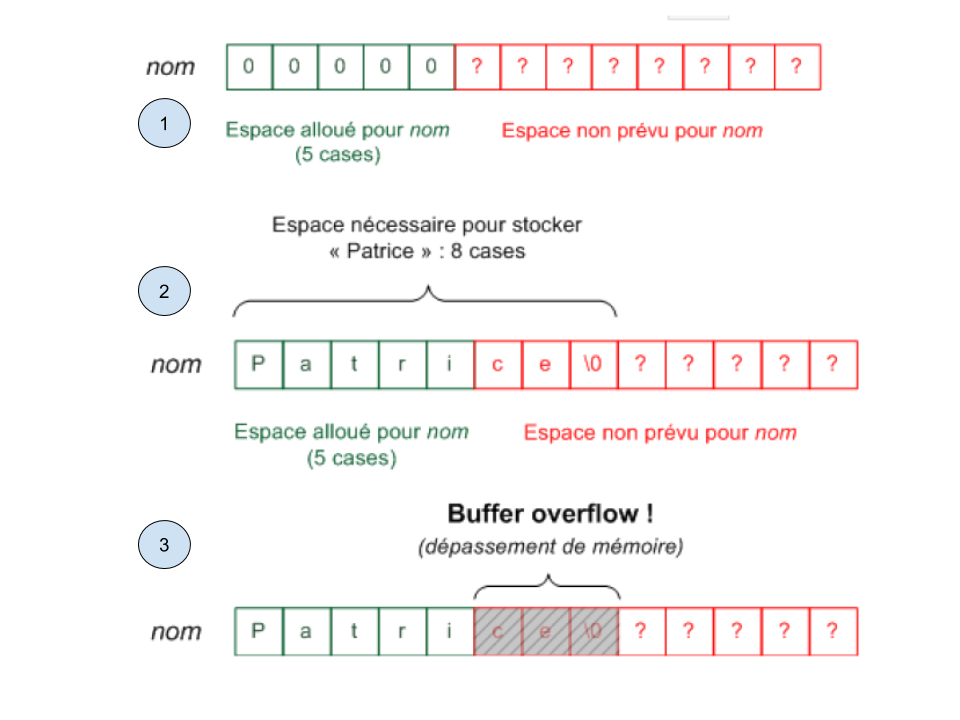 nom 0 0 0 0 0 ? ? ? ? ? ? ? ?
1
Espace alloué pour nom
(5 cases)
Espace non prévu pour nom
Espace nécessaire pour stocker
« Patrice » : 8 cases
2
nom P a t r i c e \0 ? ? ? ? ?
Espace alloué pour nom
(5 cases)
Espace non prévu pour nom
Buffer overflow !
(dépassement de mémoire)
3
nom P a t r i c e \0 ? ? ? ? ?